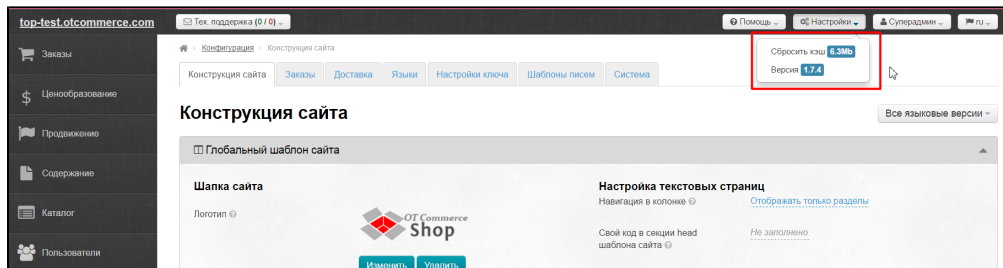 top-test.otcommerce.com
Тех. поддержка (0 / 0)
Помощь
Настройки
Суперадмин
ru
Сбросить кэш 6.3Mb
Версия 1.7.4
Заказы
Ценообразование
Продвижение
Содержание
Каталог
Пользователи
Конфигурация
Конструкция сайта
Конструкция сайта
Заказы
Доставка
Языки
Настройки ключа
Шаблоны писем
Система
Конструкция сайта
Все языковые версии
Глобальный шаблон сайта
Шапка сайта
Логотип
OT Commerce
Shop
Изменить
Удалить
Настройка текстовых страниц
Навигация в колонке
Отображать только разделы
Свой код в секции head
шаблона сайта
Не заполнено